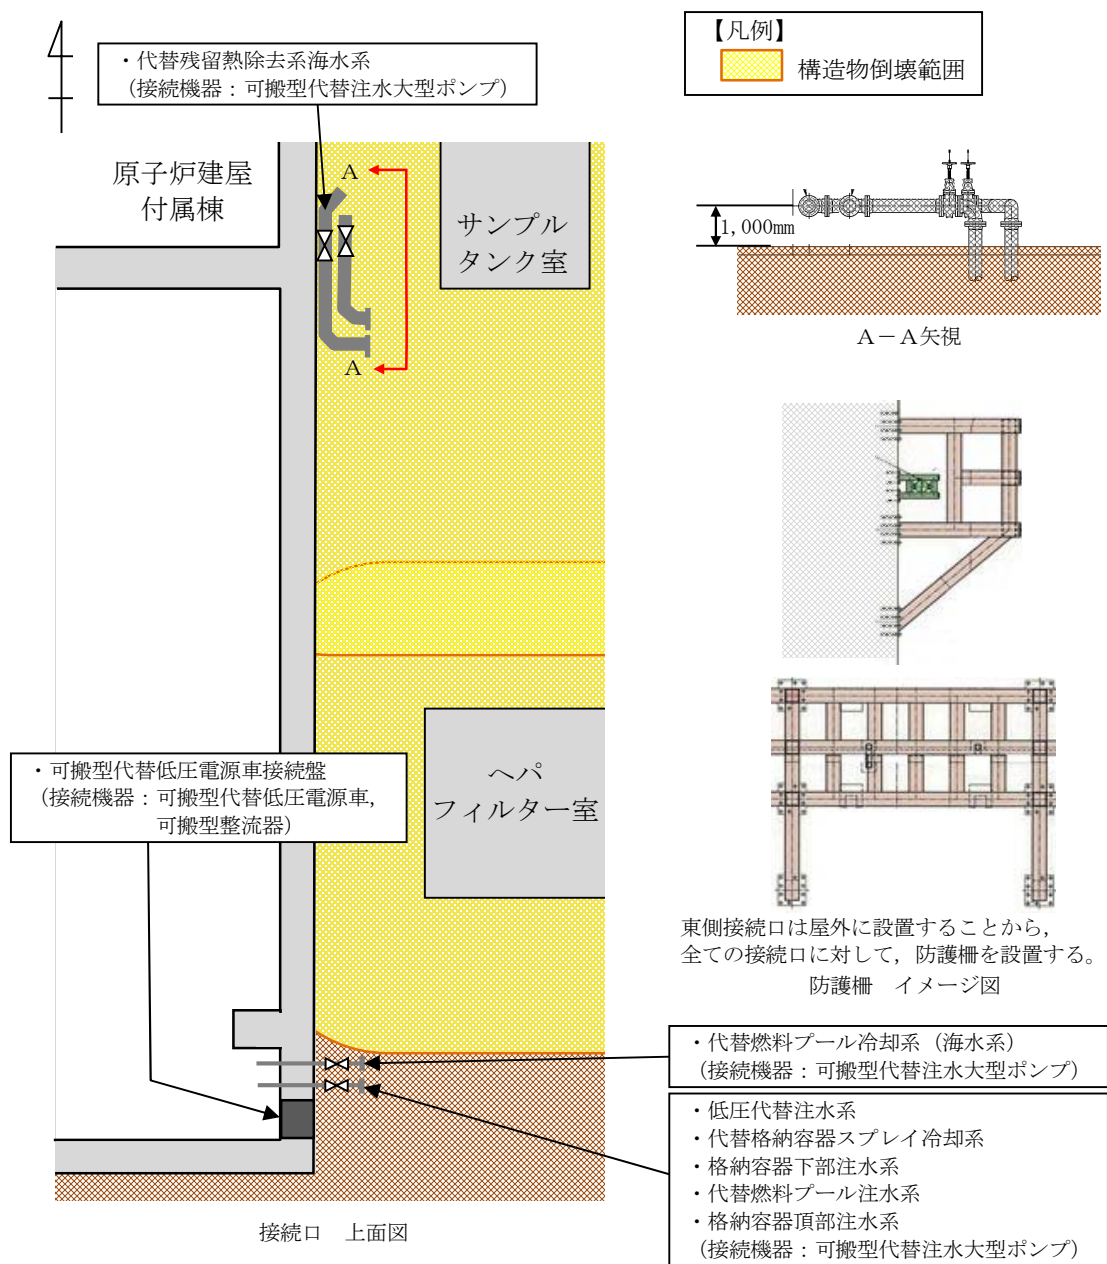 ・代替残留熱除去系海水系
（接続機器：可搬型代替注水大型ポンプ）
【凡例】
構造物倒壊範囲
原子炉建屋
付属棟
A
サンプル
タンク室
A
1,000mm
A－A矢視
・可搬型代替低圧電源車接続盤
（接続機器：可搬型代替低圧電源車，
可搬型整流器）
ヘパ
フィルター室
東側接続口は屋外に設置することから，
全ての接続口に対して，防護柵を設置する。
防護柵　イメージ図
・代替燃料プール冷却系（海水系）
（接続機器：可搬型代替注水大型ポンプ）
・低圧代替注水系
・代替格納容器スプレイ冷却系
・格納容器下部注水系
・代替燃料プール注水系
・格納容器頂部注水系
（接続機器：可搬型代替注水大型ポンプ）
接続口　上面図